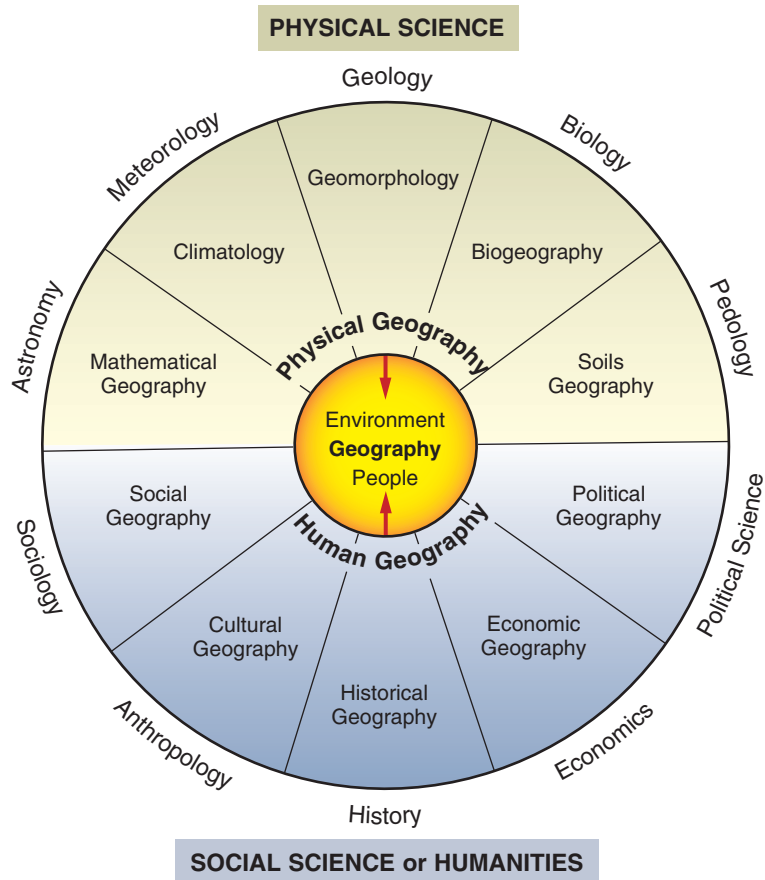 PHYSICAL SCIENCE
Geology
Meteorology
Biology
Geomorphology
Climatology
Biogeography
Astronomy
Pedology
Physical Geography
Mathematical
Geography
Soils
Geography
Environment
Geography
People
Social
Geography
Political
Geography
Human Geography
Sociology
Political Science
Cultural
Geography
Economic
Geography
Historical
Geography
Anthropology
Economics
History
SOCIAL SCIENCE or HUMANITIES